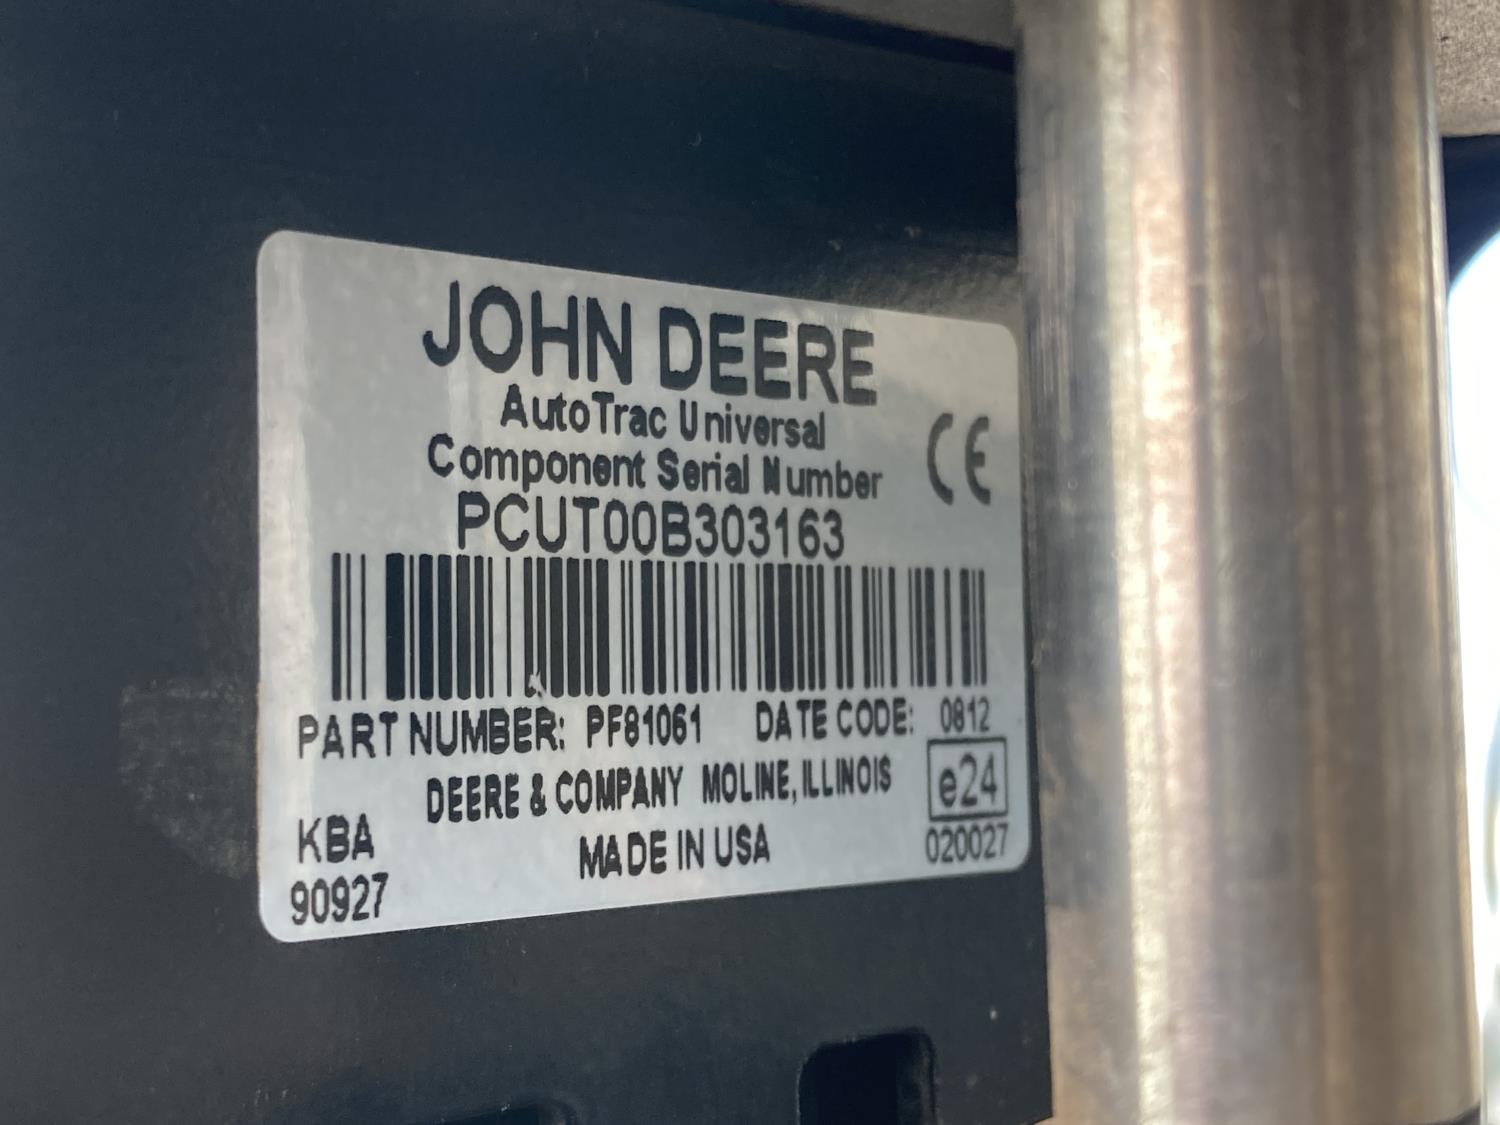 JOHN DEERE
AutoTrac Universal
Component Serial Number
CE
PCUT00B303163
PART NUMBER: PF81061 DATE CODE: 0812
DEERE & COMPANY MOLINE, ILLINOIS
e24
KBA
MADE IN USA
020027
90927